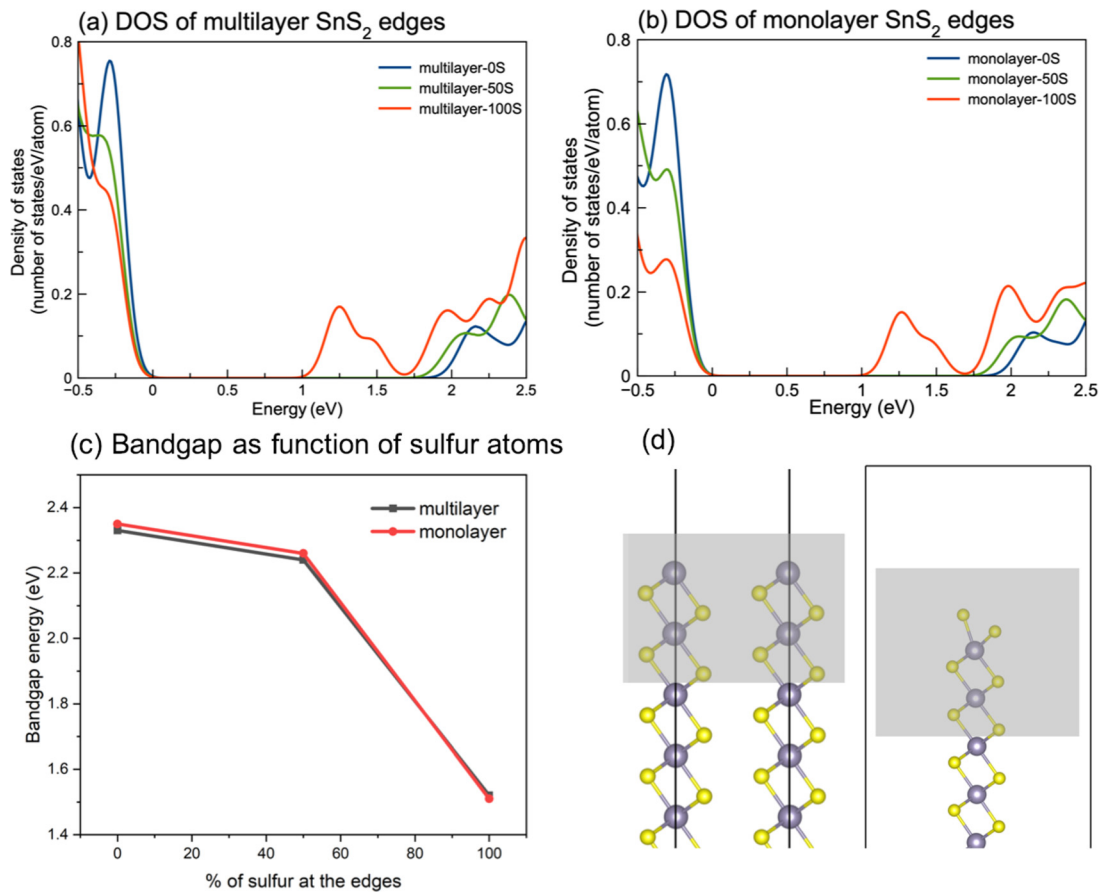 (a) DOS of multilayer SnS₂ edges
multilayer-0S
multilayer-50S
multilayer-100S
Density of states
(number of states/eV/atom)
0.8
0.6
0.4
0.2
0
−0.5
0
0.5
1
1.5
2
2.5
Energy (eV)
(b) DOS of monolayer SnS₂ edges
monolayer-0S
monolayer-50S
monolayer-100S
Density of states
(number of states/eV/atom)
0.8
0.6
0.4
0.2
0
−0.5
0
0.5
1
1.5
2
2.5
Energy (eV)
(c) Bandgap as function of sulfur atoms
multilayer
monolayer
Bandgap energy (eV)
2.4
2.2
2.0
1.8
1.6
1.4
0
20
40
60
80
100
% of sulfur at the edges
(d)